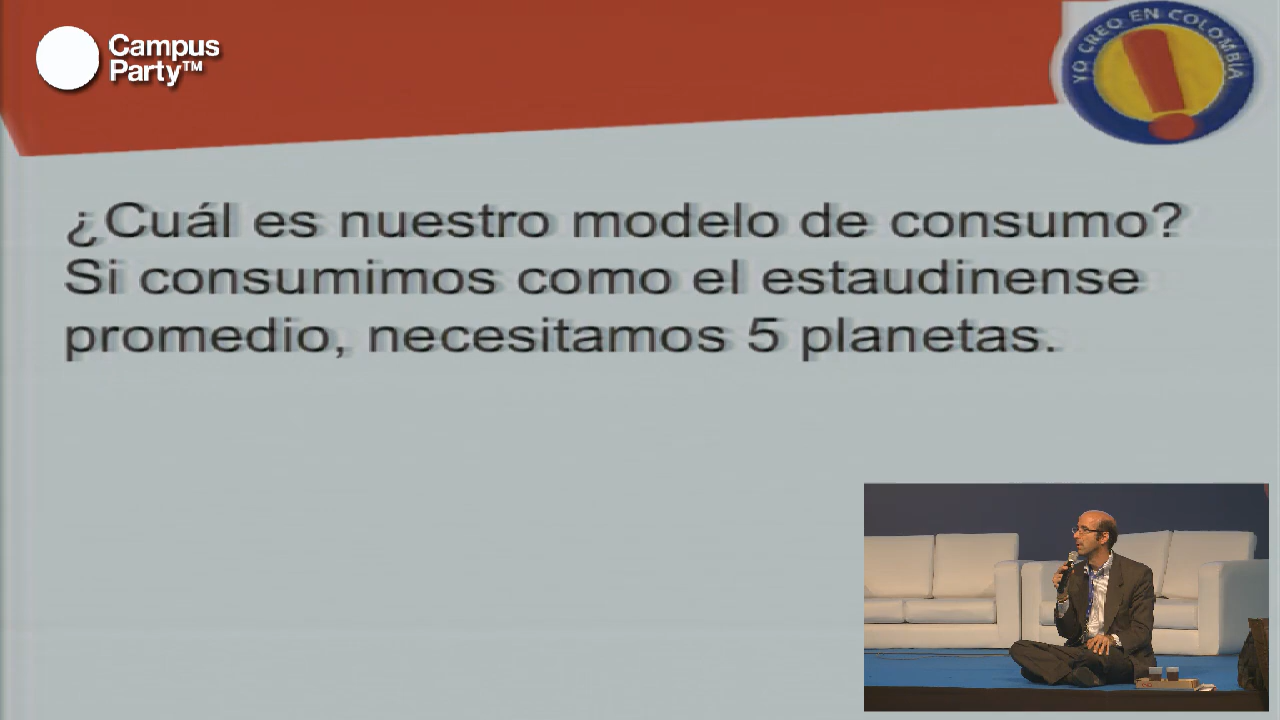 Campus
Party™
YO CREO EN COLOMBIA
¿Cuál es nuestro modelo de consumo?
Si consumimos como el estaudinense
promedio, necesitamos 5 planetas.